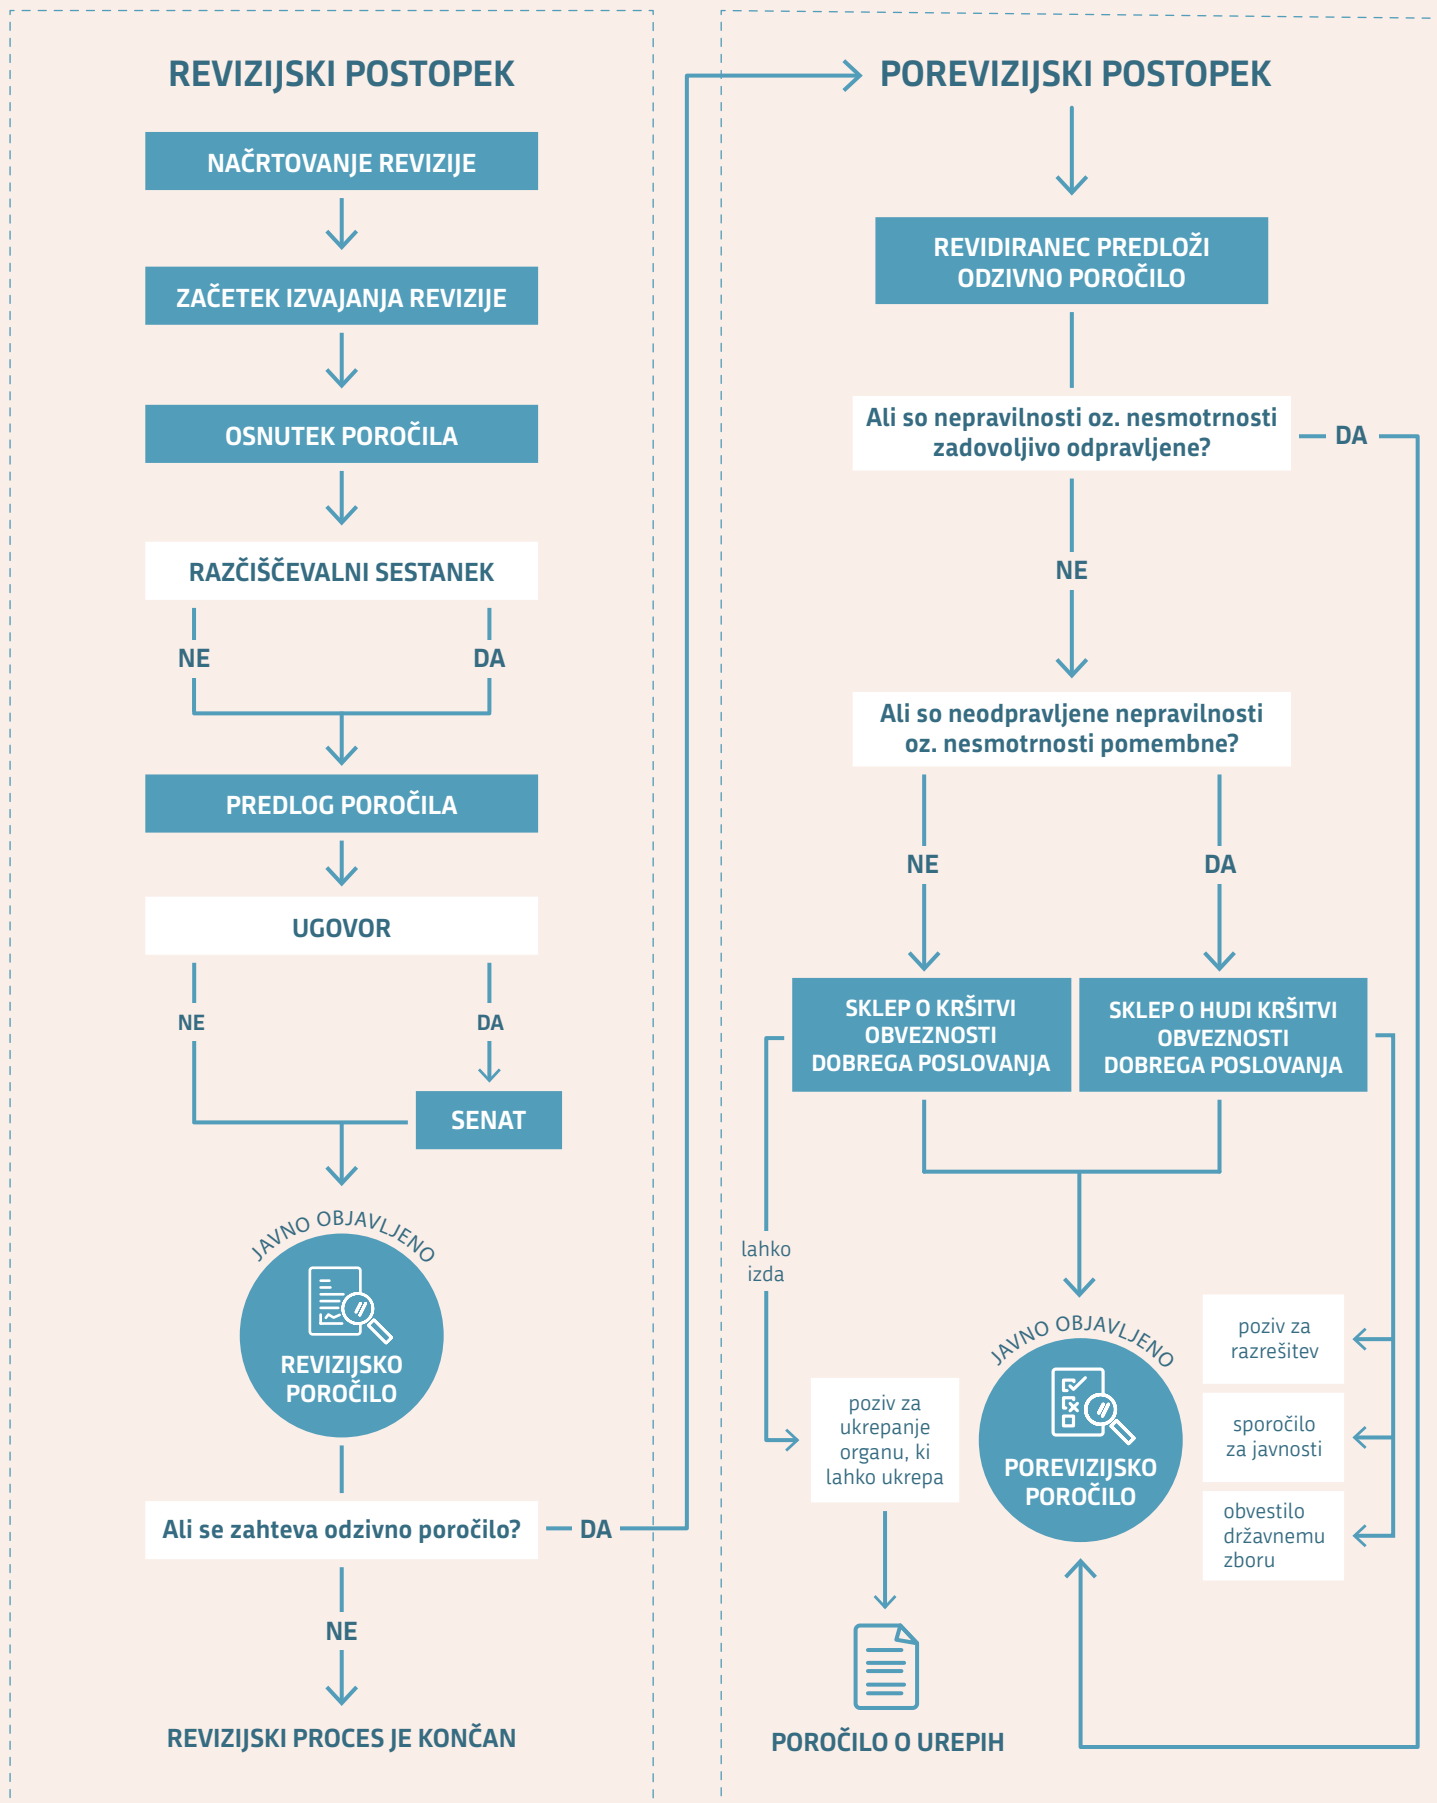 REVIZIJSKI POSTOPEK
NAČRTOVANJE REVIZIJE
ZAČETEK IZVAJANJA REVIZIJE
OSNUTEK POROČILA
RAZČIŠČEVALNI SESTANEK
NE
DA
PREDLOG POROČILA
UGOVOR
NE
DA
SENAT
JAVNO OBJAVLJENO
REVIZIJSKO
POROČILO
Ali se zahteva odzivno poročilo?
DA
NE
REVIZIJSKI PROCES JE KONČAN
POREVIZIJSKI POSTOPEK
REVIDIRANEC PREDLOŽI
ODZIVNO POROČILO
Ali so nepravilnosti oz. nesmotrnosti
zadovoljivo odpravljene?
DA
NE
Ali so neodpravljene nepravilnosti
oz. nesmotrnosti pomembne?
NE
DA
SKLEP O KRŠITVI
OBVEZNOSTI
DOBREGA POSLOVANJA
SKLEP O HUDI KRŠITVI
OBVEZNOSTI
DOBREGA POSLOVANJA
lahko
izda
poziv za
ukrepanje
organu, ki
lahko ukrepa
JAVNO OBJAVLJENO
POREVIZIJSKO
POROČILO
poziv za
razrešitev
sporočilo
za javnosti
obvestilo
državnemu
zboru
POROČILO O UREPIH